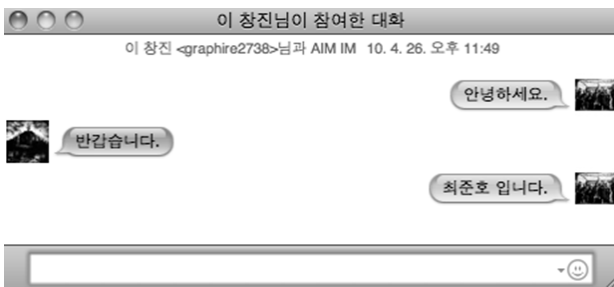 이 창진님이 참여한 대화
이 창진 <graphire2738>님과 AIM IM 10. 4. 26. 오후 11:49
안녕하세요.
반갑습니다.
최준호 입니다.